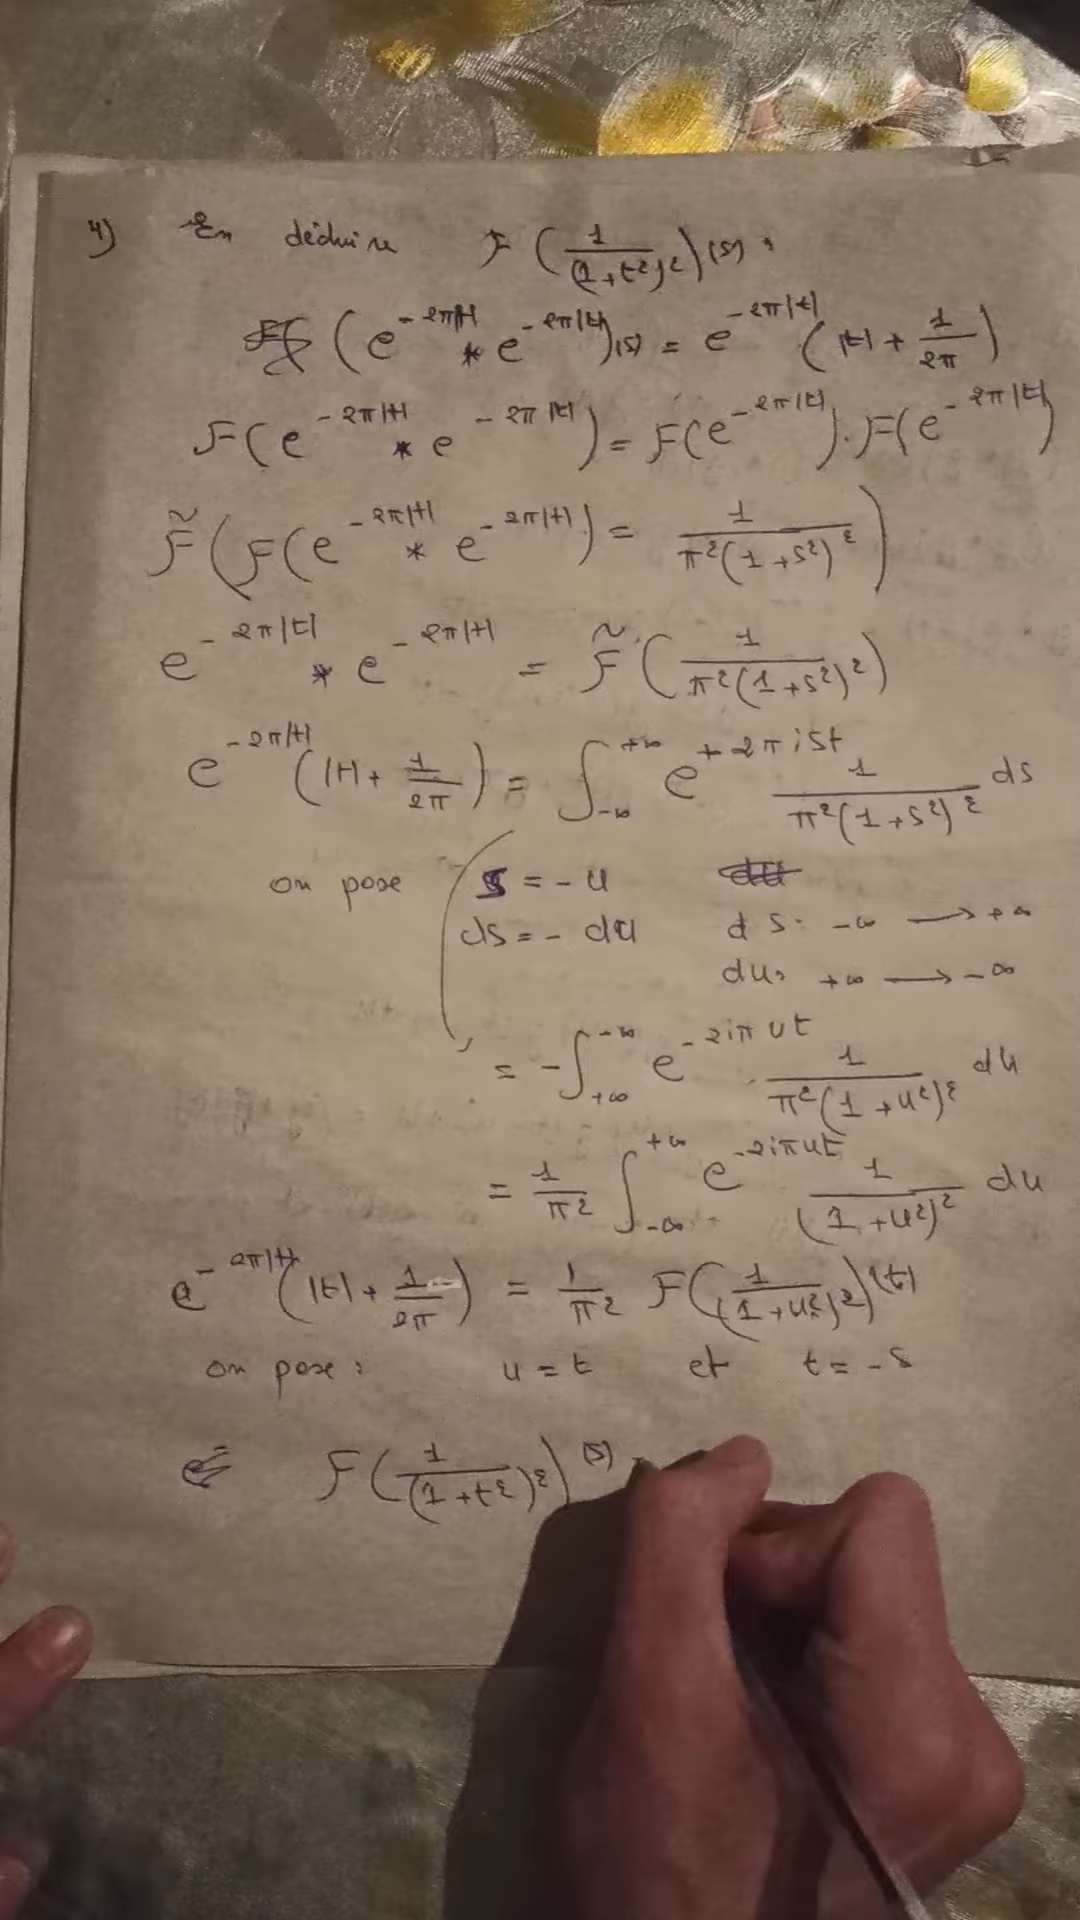 4) En déduire F(1/(1+t²)²)(s).
(e^{-2π|t|} * e^{-2π|t|})(s) = e^{-2π|t|} (|t| + 1/2π)
F(e^{-2π|t|} * e^{-2π|t|}) = F(e^{-2π|t|}) . F(e^{-2π|t|})
F̃(F(e^{-2π|t|} * e^{-2π|t|}) = 1/(π²(1+s²)²))
e^{-2π|t|} * e^{-2π|t|} = F̃(1/(π²(1+s²)²))
e^{-2π|t|} (|t| + 1/2π) = ∫_{-∞}^{+∞} e^{+2πist} 1/(π²(1+s²)²) ds
on pose s = -u
ds = - du ds: -∞ → +∞
du: +∞ → -∞
= -∫_{+∞}^{-∞} e^{-2iπut} 1/(π²(1+u²)²) du
= 1/π² ∫_{-∞}^{+∞} e^{-2iπut} 1/(1+u²)² du
e^{-2π|t|} (|t| + 1/2π) = 1/π² F(1/(1+u²)²)(t)
on pose : u = t et t = -s
F(1/(1+t²)²)(s)